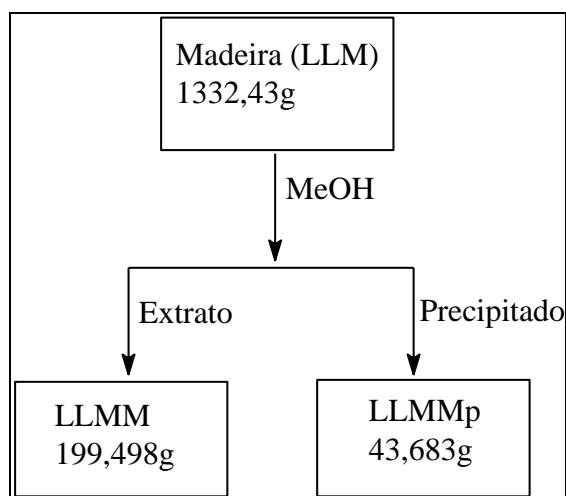 Madeira (LLM)
1332,43g
MeOH
Extrato
Precipitado
LLMM
199,498g
LLMMp
43,683g